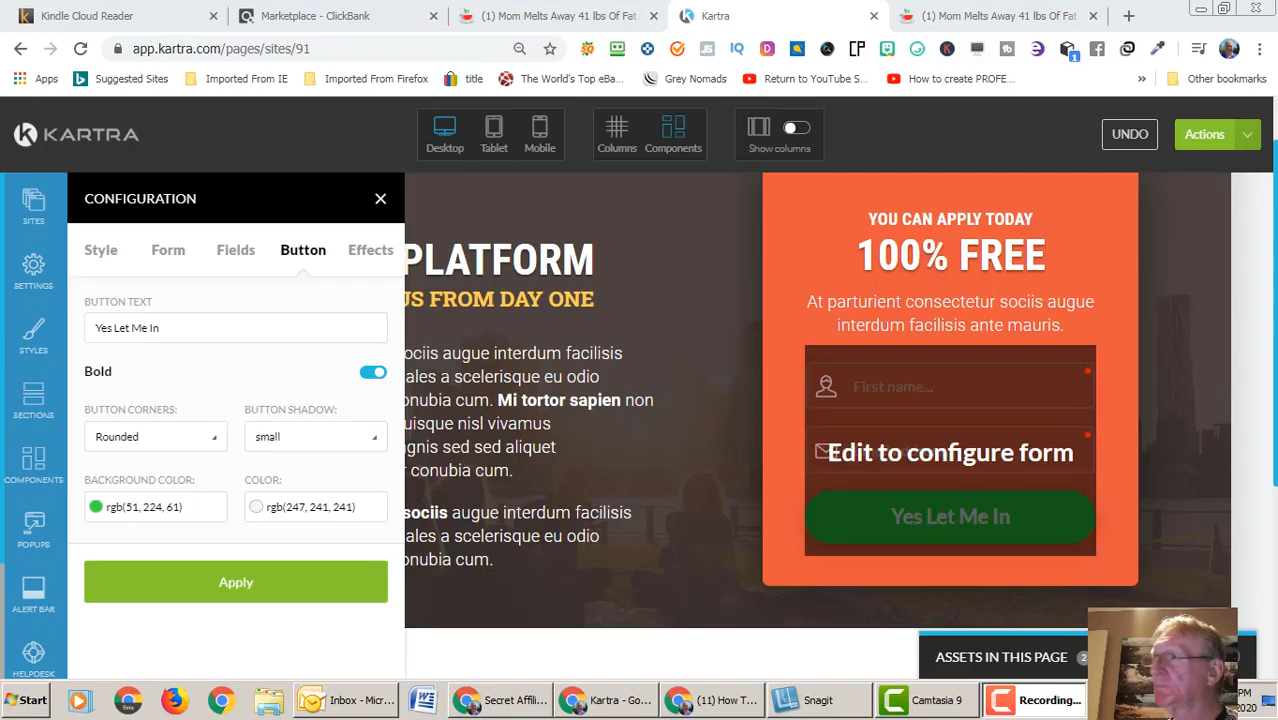 Kindle Cloud Reader
Marketplace - ClickBank
(1) Mom Melts Away 41 lbs Of Fat
Kartra
(1) Mom Melts Away 41 lbs Of Fat
app.kartra.com/pages/sites/91
Apps
Suggested Sites
Imported From IE
Imported From Firefox
title
The World's Top eBa...
Grey Nomads
Return to YouTube S...
How to create PROFE...
Other bookmarks
KARTRA
Desktop
Tablet
Mobile
Columns
Components
Show columns
UNDO
Actions
SITES
SETTINGS
STYLES
SECTIONS
COMPONENTS
POPUPS
ALERT BAR
HELPDESK
CONFIGURATION
Style
Form
Fields
Button
Effects
BUTTON TEXT
Yes Let Me In
Bold
BUTTON CORNERS:
BUTTON SHADOW:
Rounded
small
BACKGROUND COLOR:
COLOR:
rgb(51, 224, 61)
rgb(247, 241, 241)
Apply
PLATFORM
US FROM DAY ONE
sociis augue interdum facilisis
ales a scelerisque eu odio
conubia cum. Mi tortor sapien non
quisque nisl vivamus
agnis sed sed aliquet
r conubia cum.
sociis augue interdum facilisis
ales a scelerisque eu odio
conubia cum.
YOU CAN APPLY TODAY
100% FREE
At parturient consectetur sociis augue
interdum facilisis ante mauris.
First name...
Edit to configure form
Yes Let Me In
ASSETS IN THIS PAGE 2
Start
Beta
Inbox - Micr...
Secret Affili...
Kartra - Go...
(11) How T...
Snagit
Camtasia 9
Recording...
PM
2020